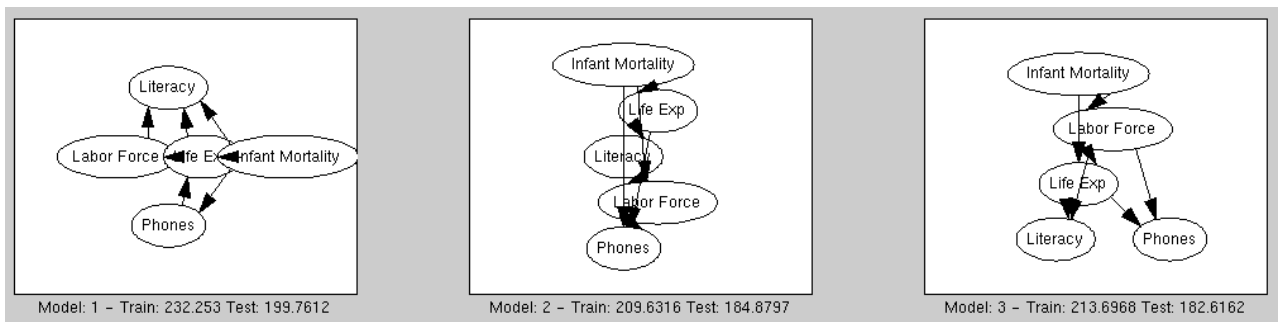 Literacy
Labor Force
Life Exp
Infant Mortality
Phones
Model: 1 - Train: 232.253 Test: 199.7612
Infant Mortality
Life Exp
Literacy
Labor Force
Phones
Model: 2 - Train: 209.6316 Test: 184.8797
Infant Mortality
Labor Force
Life Exp
Literacy
Phones
Model: 3 - Train: 213.6968 Test: 182.6162